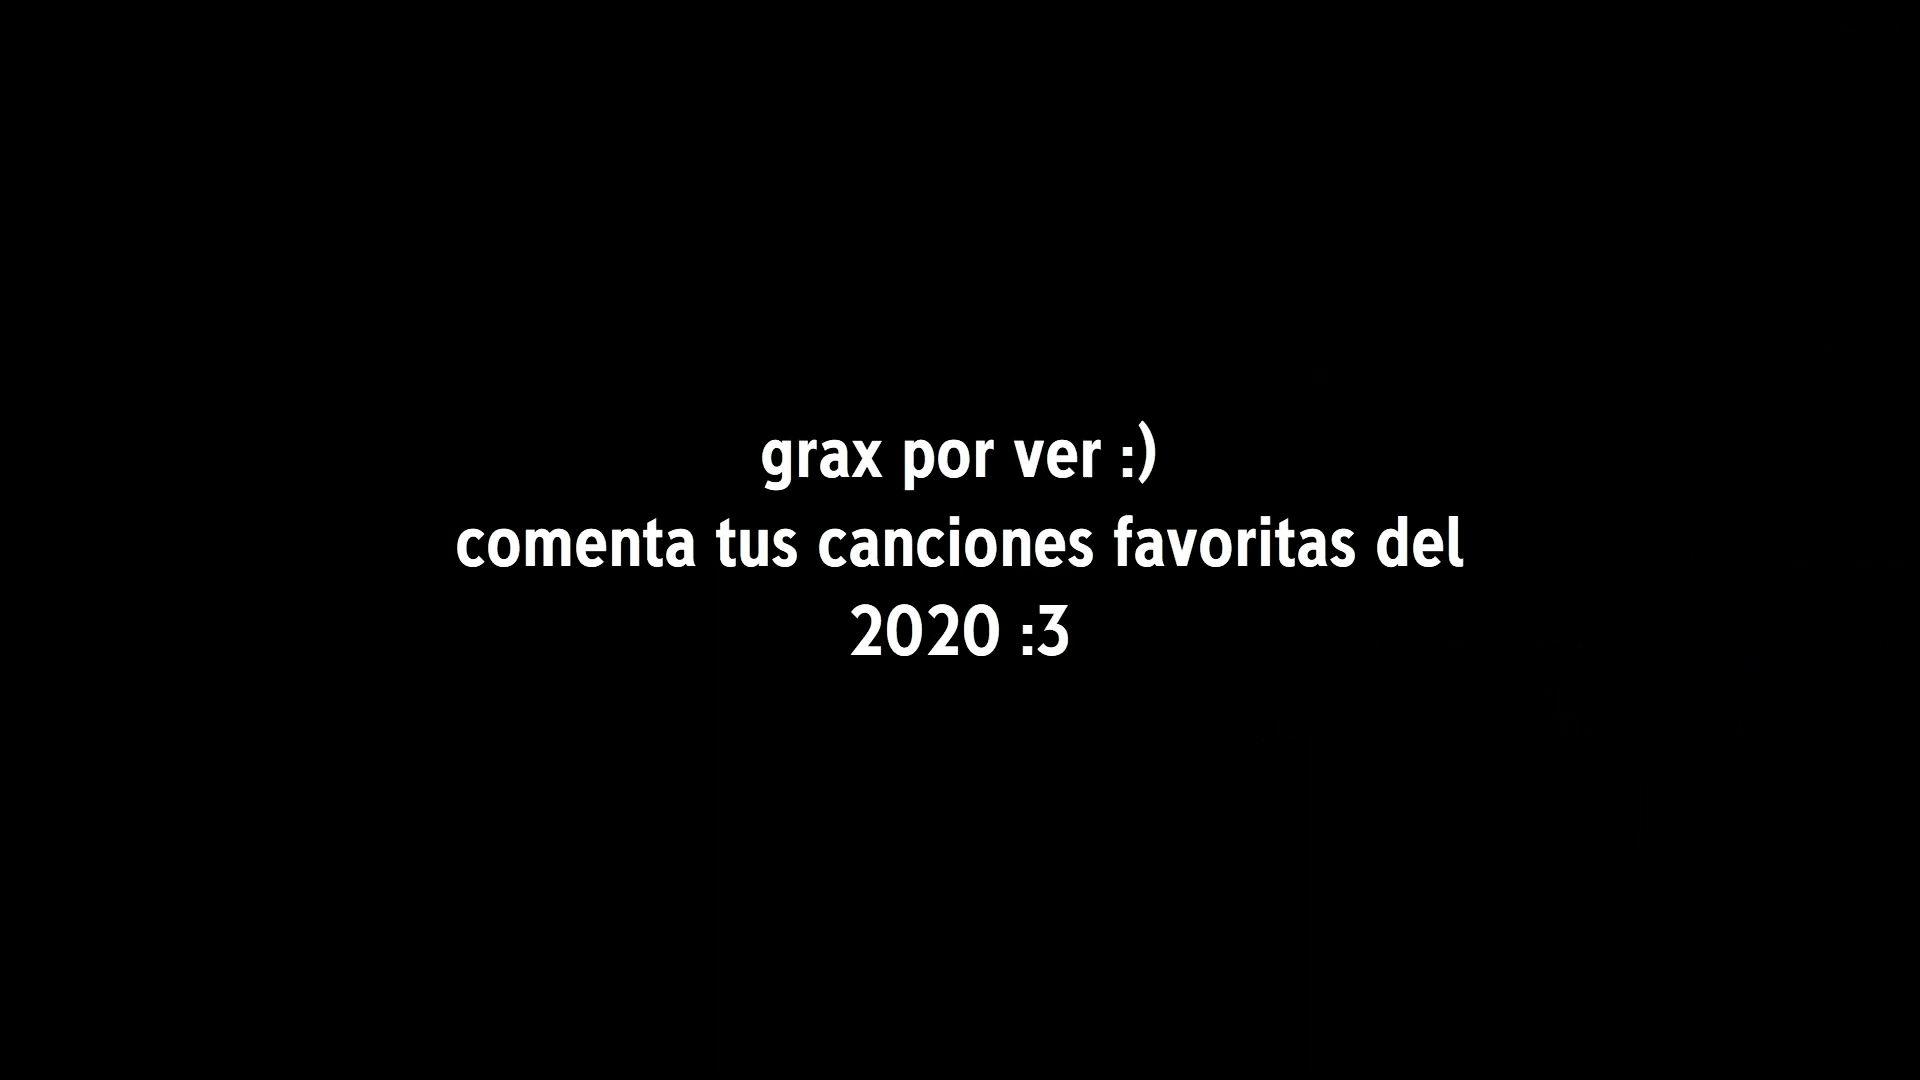 grax por ver :)
comenta tus canciones favoritas del
2020 :3